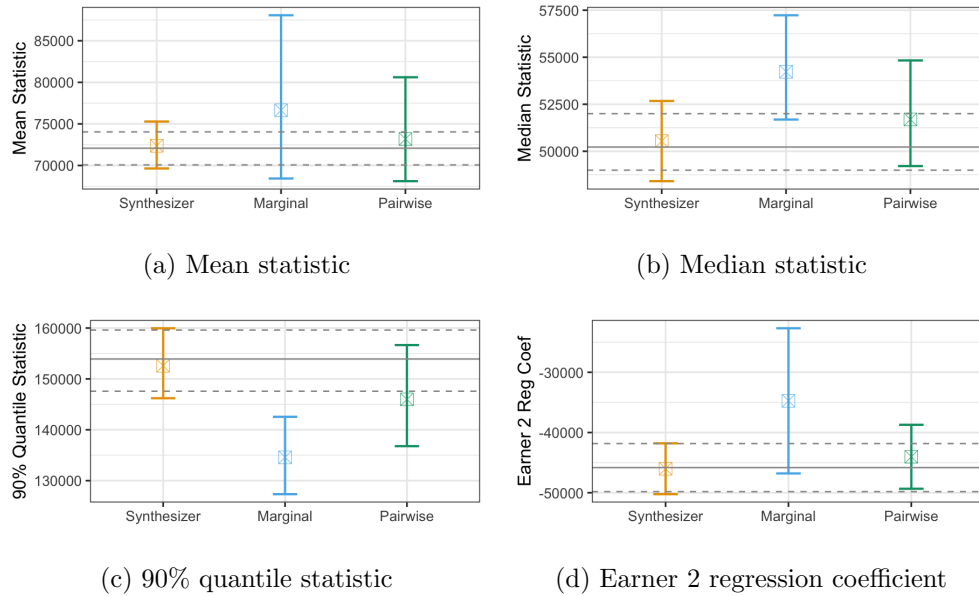 Mean Statistic
85000
80000
75000
70000
Synthesizer Marginal Pairwise
(a) Mean statistic
Median Statistic
57500
55000
52500
50000
Synthesizer Marginal Pairwise
(b) Median statistic
90% Quantile Statistic
160000
150000
140000
130000
Synthesizer Marginal Pairwise
(c) 90% quantile statistic
Earner 2 Reg Coef
-30000
-40000
-50000
Synthesizer Marginal Pairwise
(d) Earner 2 regression coefficient